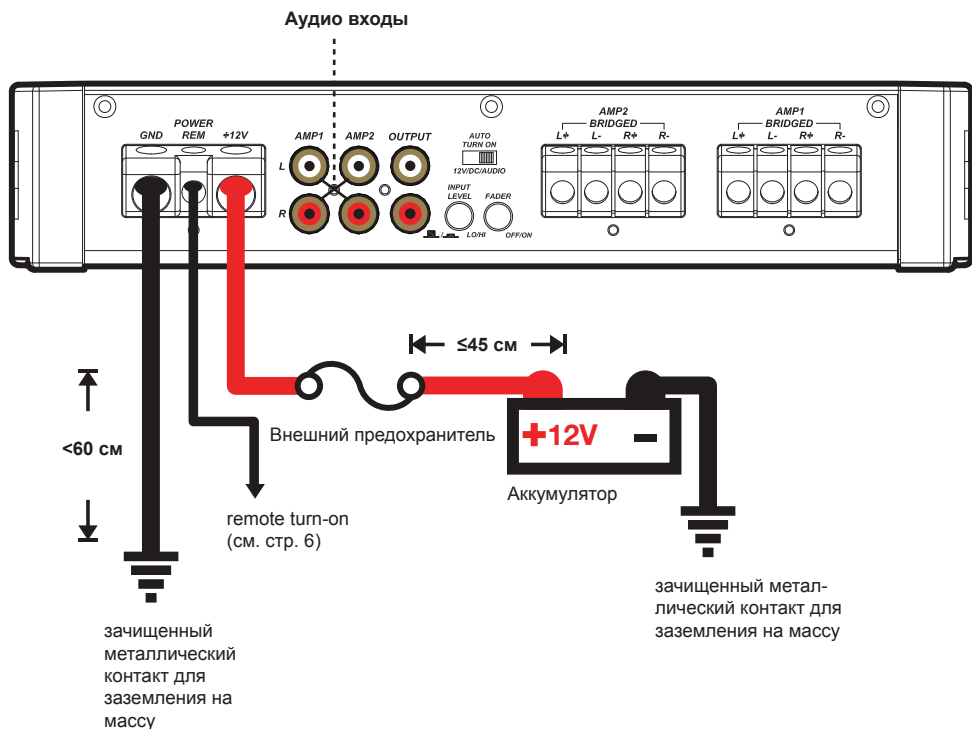 Аудио входы
POWER
GND REM +12V
AMP1 AMP2 OUTPUT
L
R
AUTO
TURN ON
12V/DC/AUDIO
INPUT
LEVEL FADER
/ LO/HI OFF/ON
AMP2
BRIDGED
L+ L- R+ R-
AMP1
BRIDGED
L+ L- R+ R-
≤45 см
<60 см
Внешний предохранитель
+12V −
Аккумулятор
remote turn-on
(см. стр. 6)
зачищенный метал-
лический контакт для
заземления на массу
зачищенный
металлический
контакт для
заземления на
массу